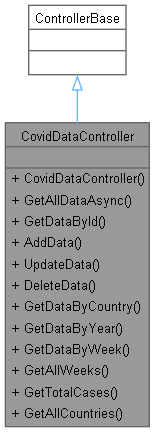 ControllerBase
CovidDataController
+ CovidDataController()
+ GetAllDataAsync()
+ GetDataById()
+ AddData()
+ UpdateData()
+ DeleteData()
+ GetDataByCountry()
+ GetDataByYear()
+ GetDataByWeek()
+ GetAllWeeks()
+ GetTotalCases()
+ GetAllCountries()